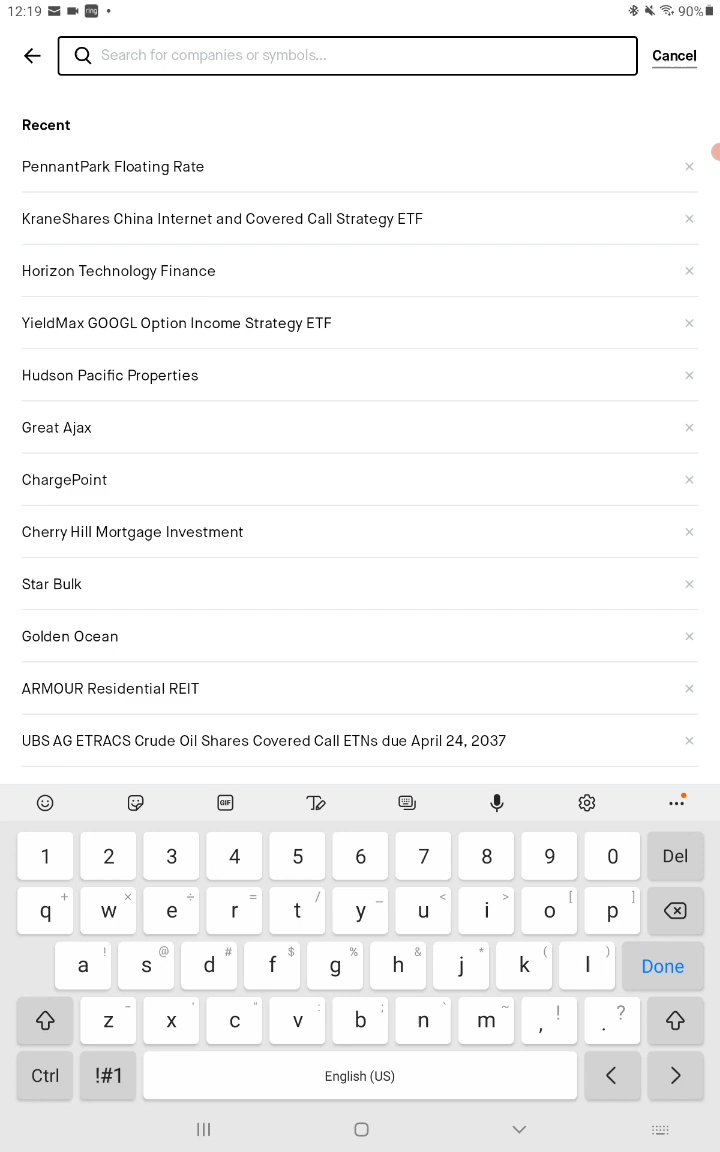 12:19 ring 90%
Search for companies or symbols...
Cancel
Recent
PennantPark Floating Rate
KraneShares China Internet and Covered Call Strategy ETF
Horizon Technology Finance
YieldMax GOOGL Option Income Strategy ETF
Hudson Pacific Properties
Great Ajax
ChargePoint
Cherry Hill Mortgage Investment
Star Bulk
Golden Ocean
ARMOUR Residential REIT
UBS AG ETRACS Crude Oil Shares Covered Call ETNs due April 24, 2037
GIF
1 2 3 4 5 6 7 8 9 0 Del
+ × ÷ = / _ < > [ ]
q w e r t y u i o p
! @ # $ % & * ( )
a s d f g h j k l Done
- ' " : ; ` ! ?
z x c v b n m , .
Ctrl !#1 English (US) < >